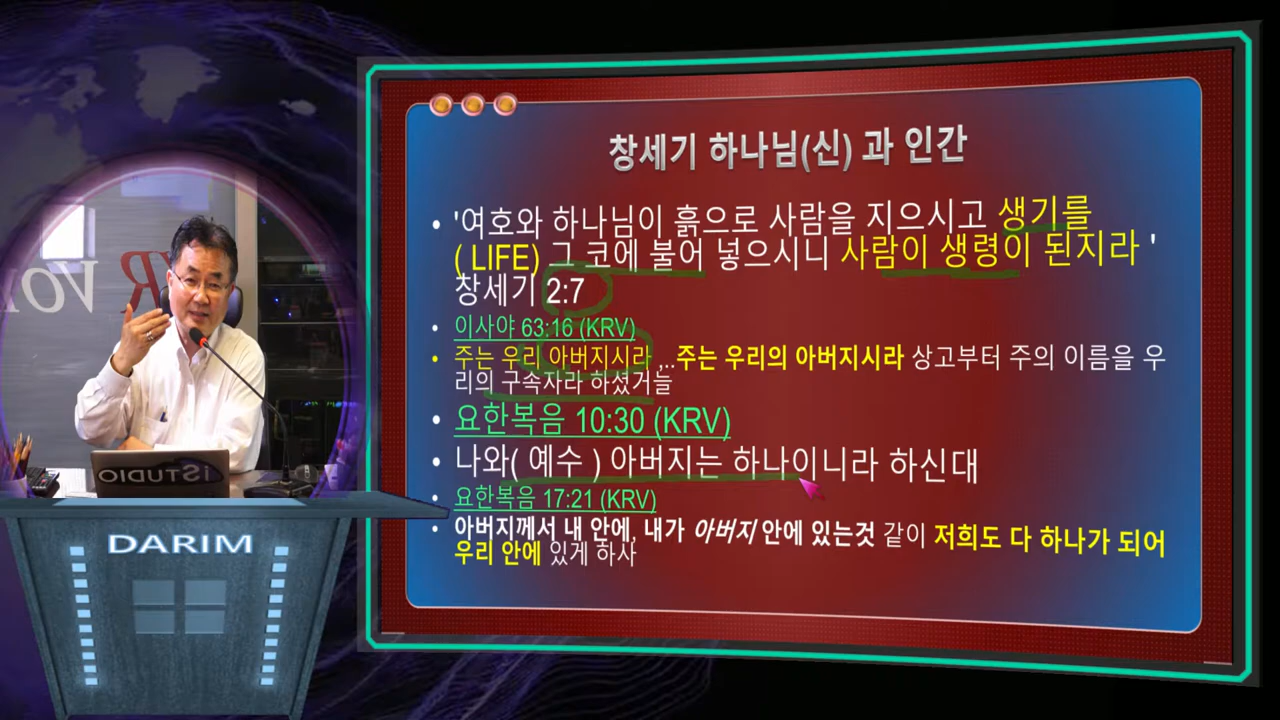 창세기 하나님(신) 과 인간
• '여호와 하나님이 흙으로 사람을 지으시고 생기를
( LIFE) 그 코에 불어 넣으시니 사람이 생령이 된지라 '
창세기 2:7
• 이사야 63:16 (KRV)
• 주는 우리 아버지시라 ,...주는 우리의 아버지시라 상고부터 주의 이름을 우
리의 구속자라 하셨거늘
• 요한복음 10:30 (KRV)
• 나와( 예수 ) 아버지는 하나이니라 하신대
• 요한복음 17:21 (KRV)
• 아버지께서 내 안에, 내가 아버지 안에 있는것 같이 저희도 다 하나가 되어
우리 안에 있게 하사
VR
iSTUDIO
DARIM